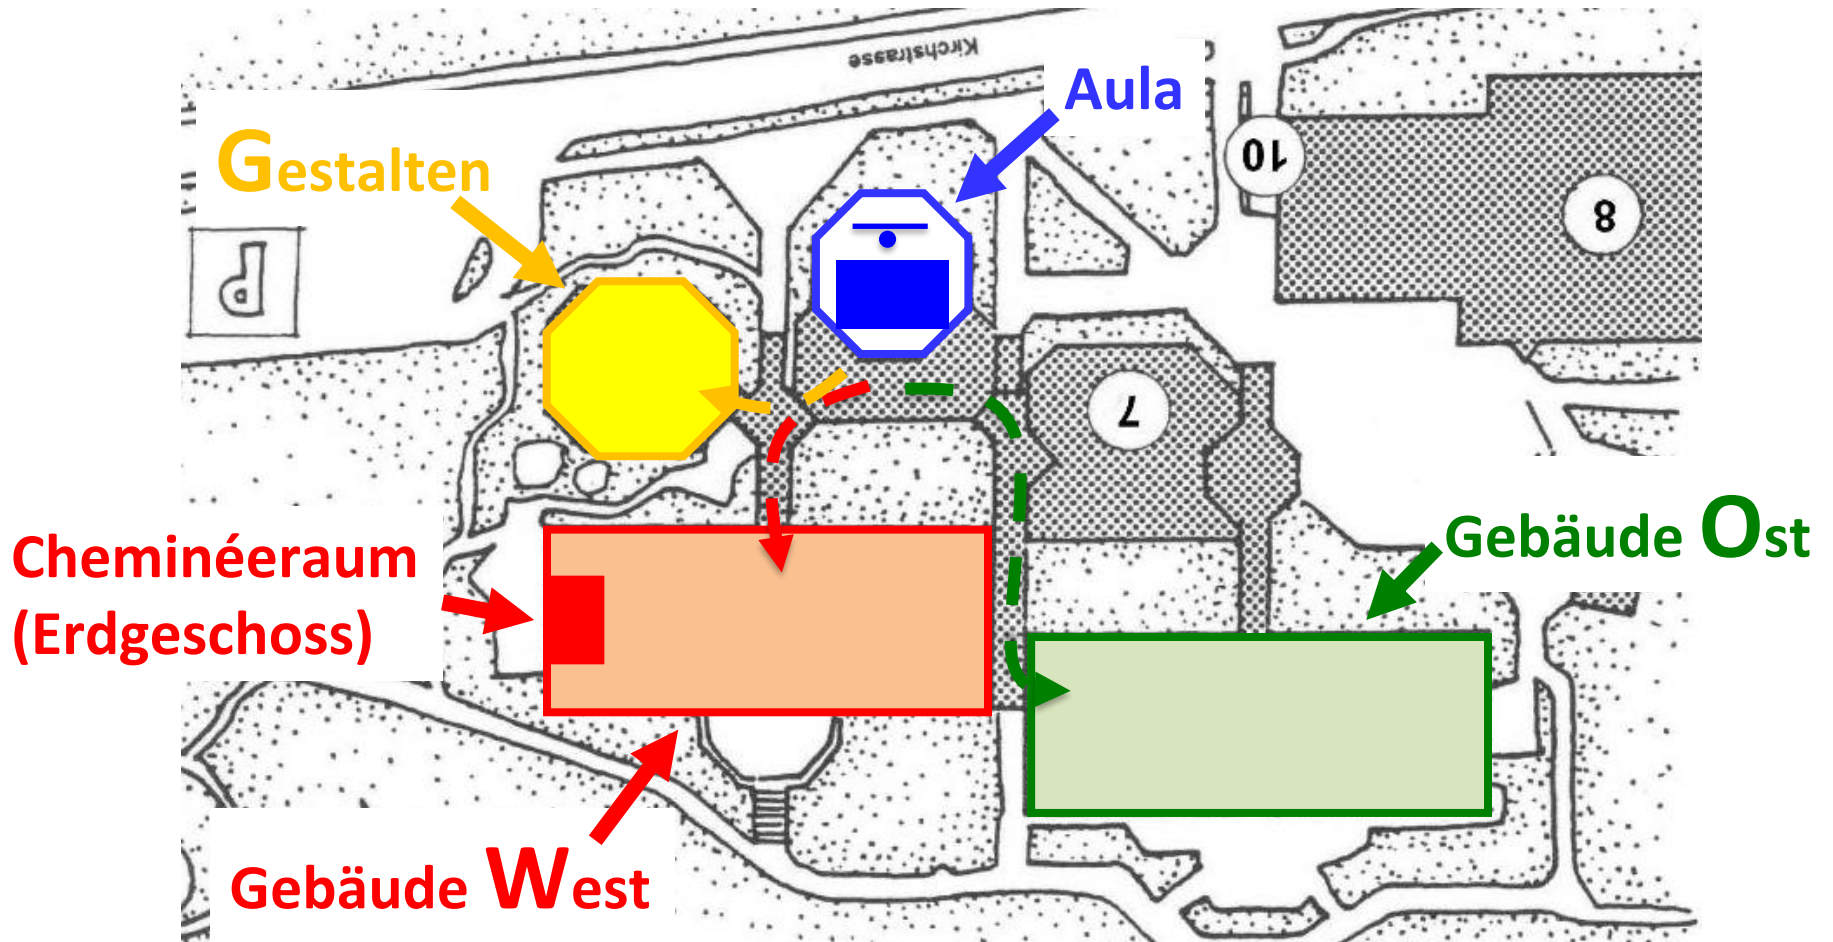 Kirchstrasse
Aula
Gestalten
10
8
P
7
Gebäude Ost
Cheminéeraum
(Erdgeschoss)
Gebäude West